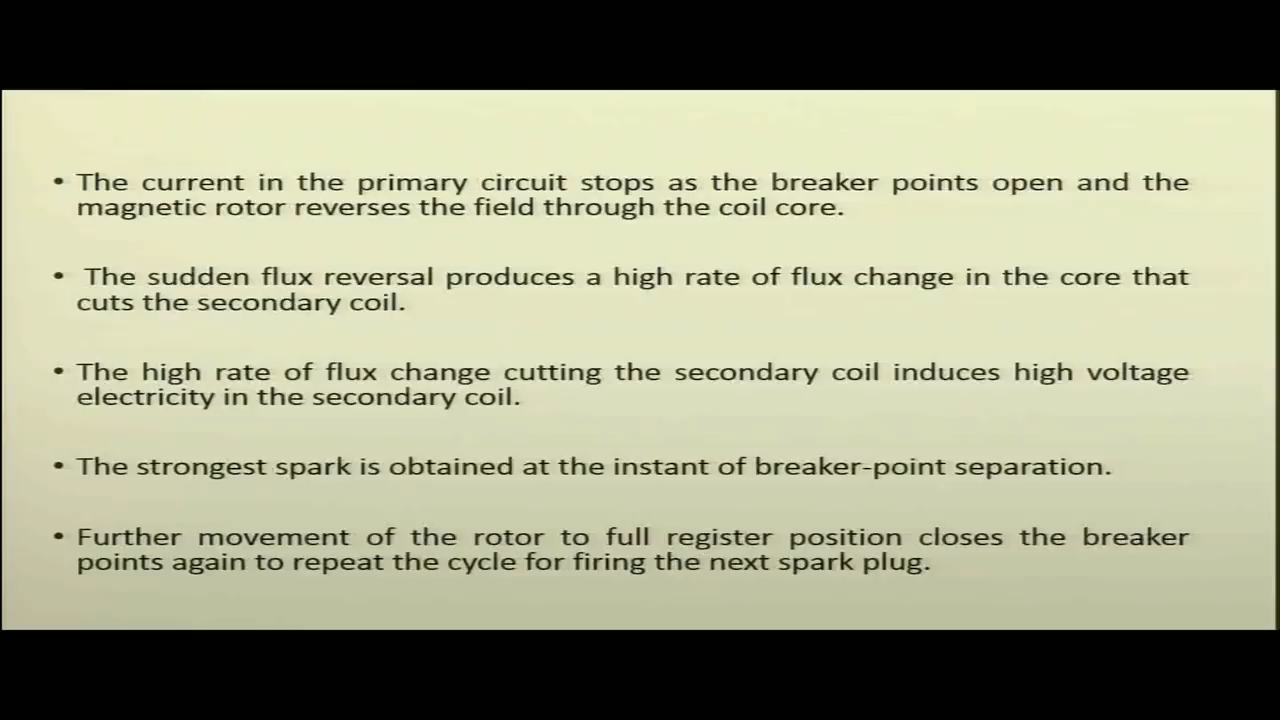 • The current in the primary circuit stops as the breaker points open and the
magnetic rotor reverses the field through the coil core.
• The sudden flux reversal produces a high rate of flux change in the core that
cuts the secondary coil.
• The high rate of flux change cutting the secondary coil induces high voltage
electricity in the secondary coil.
• The strongest spark is obtained at the instant of breaker-point separation.
• Further movement of the rotor to full register position closes the breaker
points again to repeat the cycle for firing the next spark plug.